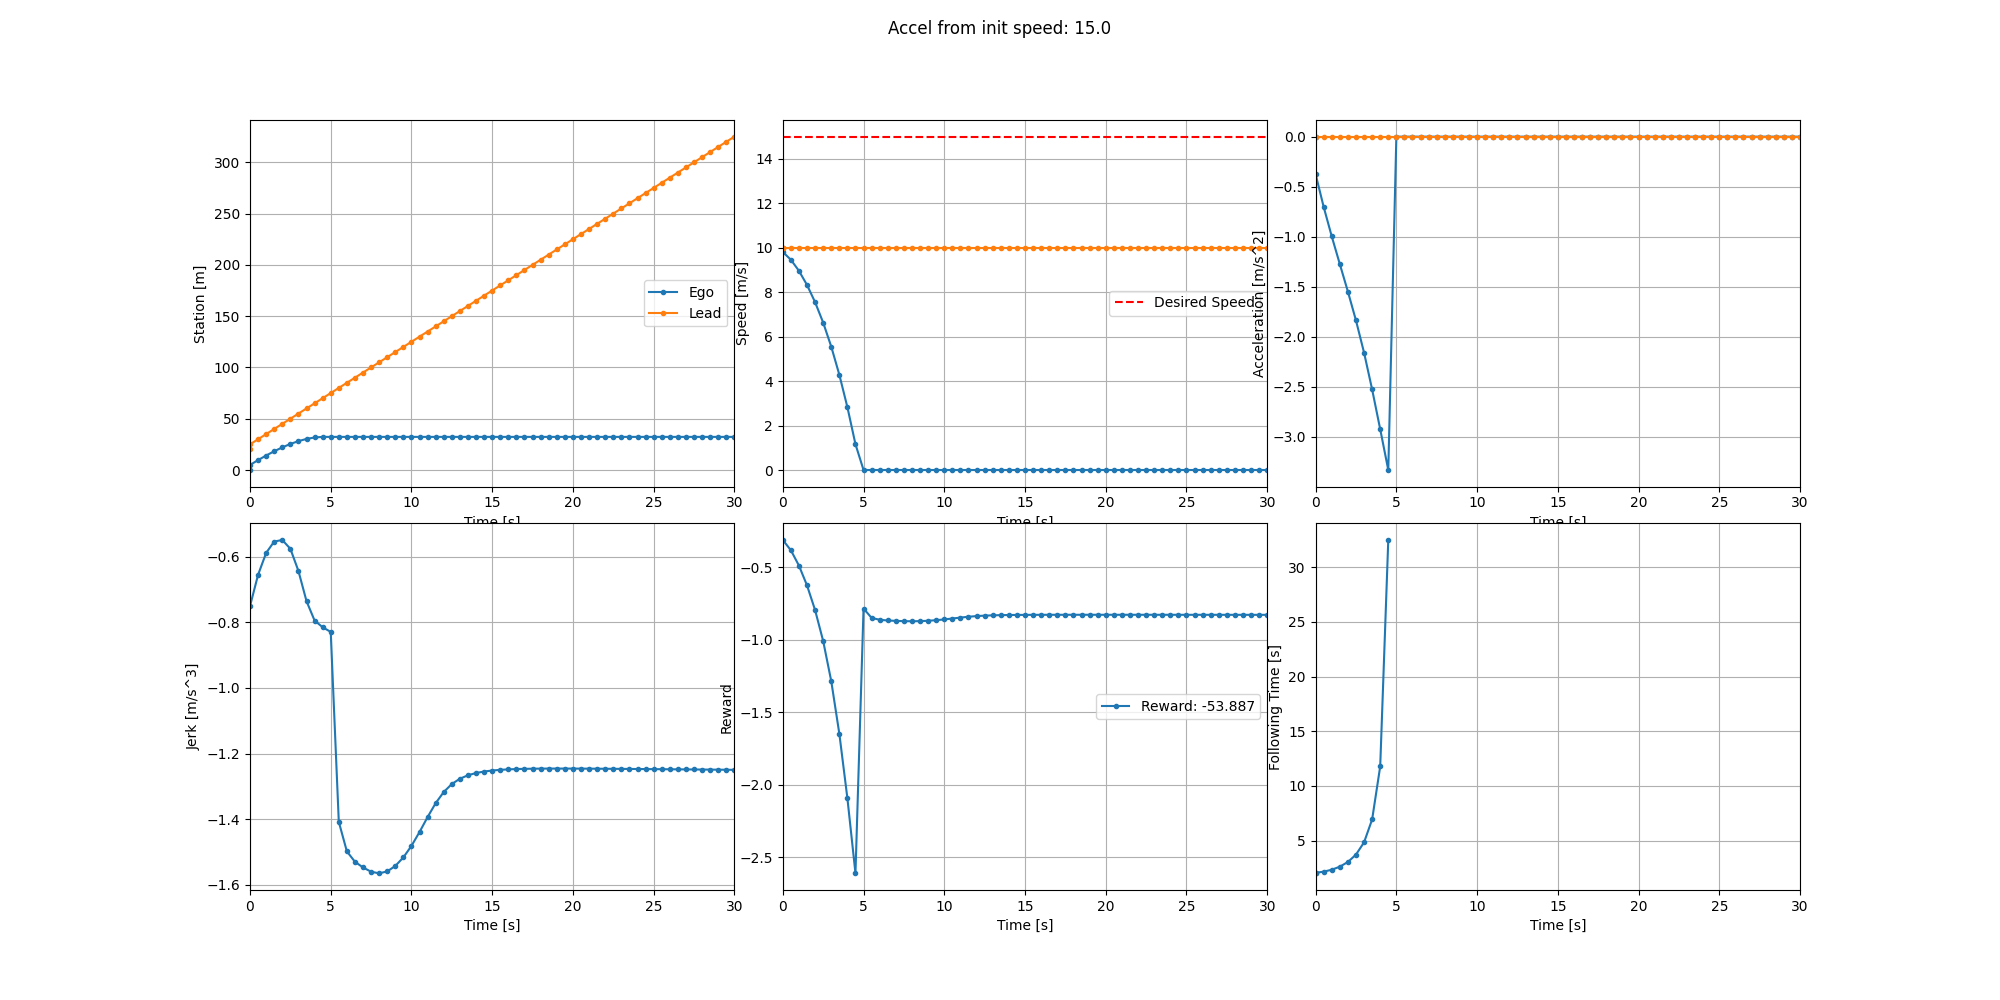 Accel from init speed: 15.0
Station [m]
300
250
200
150
100
50
0
0 5 10 15 20 25 30
Time [s]
Ego
Lead
Speed [m/s]
14
12
10
8
6
4
2
0
0 5 10 15 20 25 30
Time [s]
Desired Speed
Acceleration [m/s^2]
0.0
−0.5
−1.0
−1.5
−2.0
−2.5
−3.0
0 5 10 15 20 25 30
Time [s]
Jerk [m/s^3]
−0.6
−0.8
−1.0
−1.2
−1.4
−1.6
0 5 10 15 20 25 30
Time [s]
Reward
−0.5
−1.0
−1.5
−2.0
−2.5
0 5 10 15 20 25 30
Time [s]
Reward: -53.887
Following Time [s]
30
25
20
15
10
5
0 5 10 15 20 25 30
Time [s]